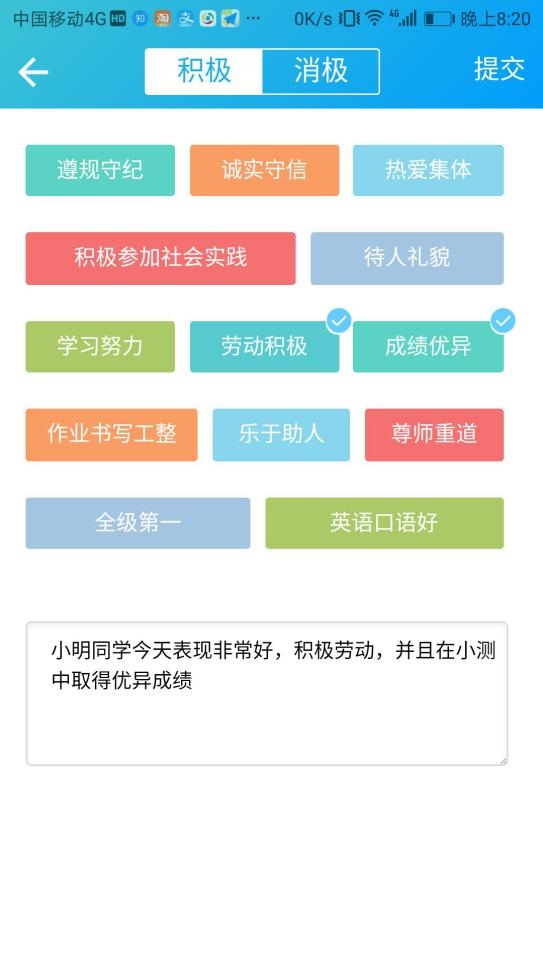 中国移动4G HD 知 淘 支 ··· 0K/s 4G 晚上8:20
积极 消极 提交
遵规守纪 诚实守信 热爱集体
积极参加社会实践 待人礼貌
学习努力 劳动积极 成绩优异
作业书写工整 乐于助人 尊师重道
全级第一 英语口语好
小明同学今天表现非常好，积极劳动，并且在小测
中取得优异成绩